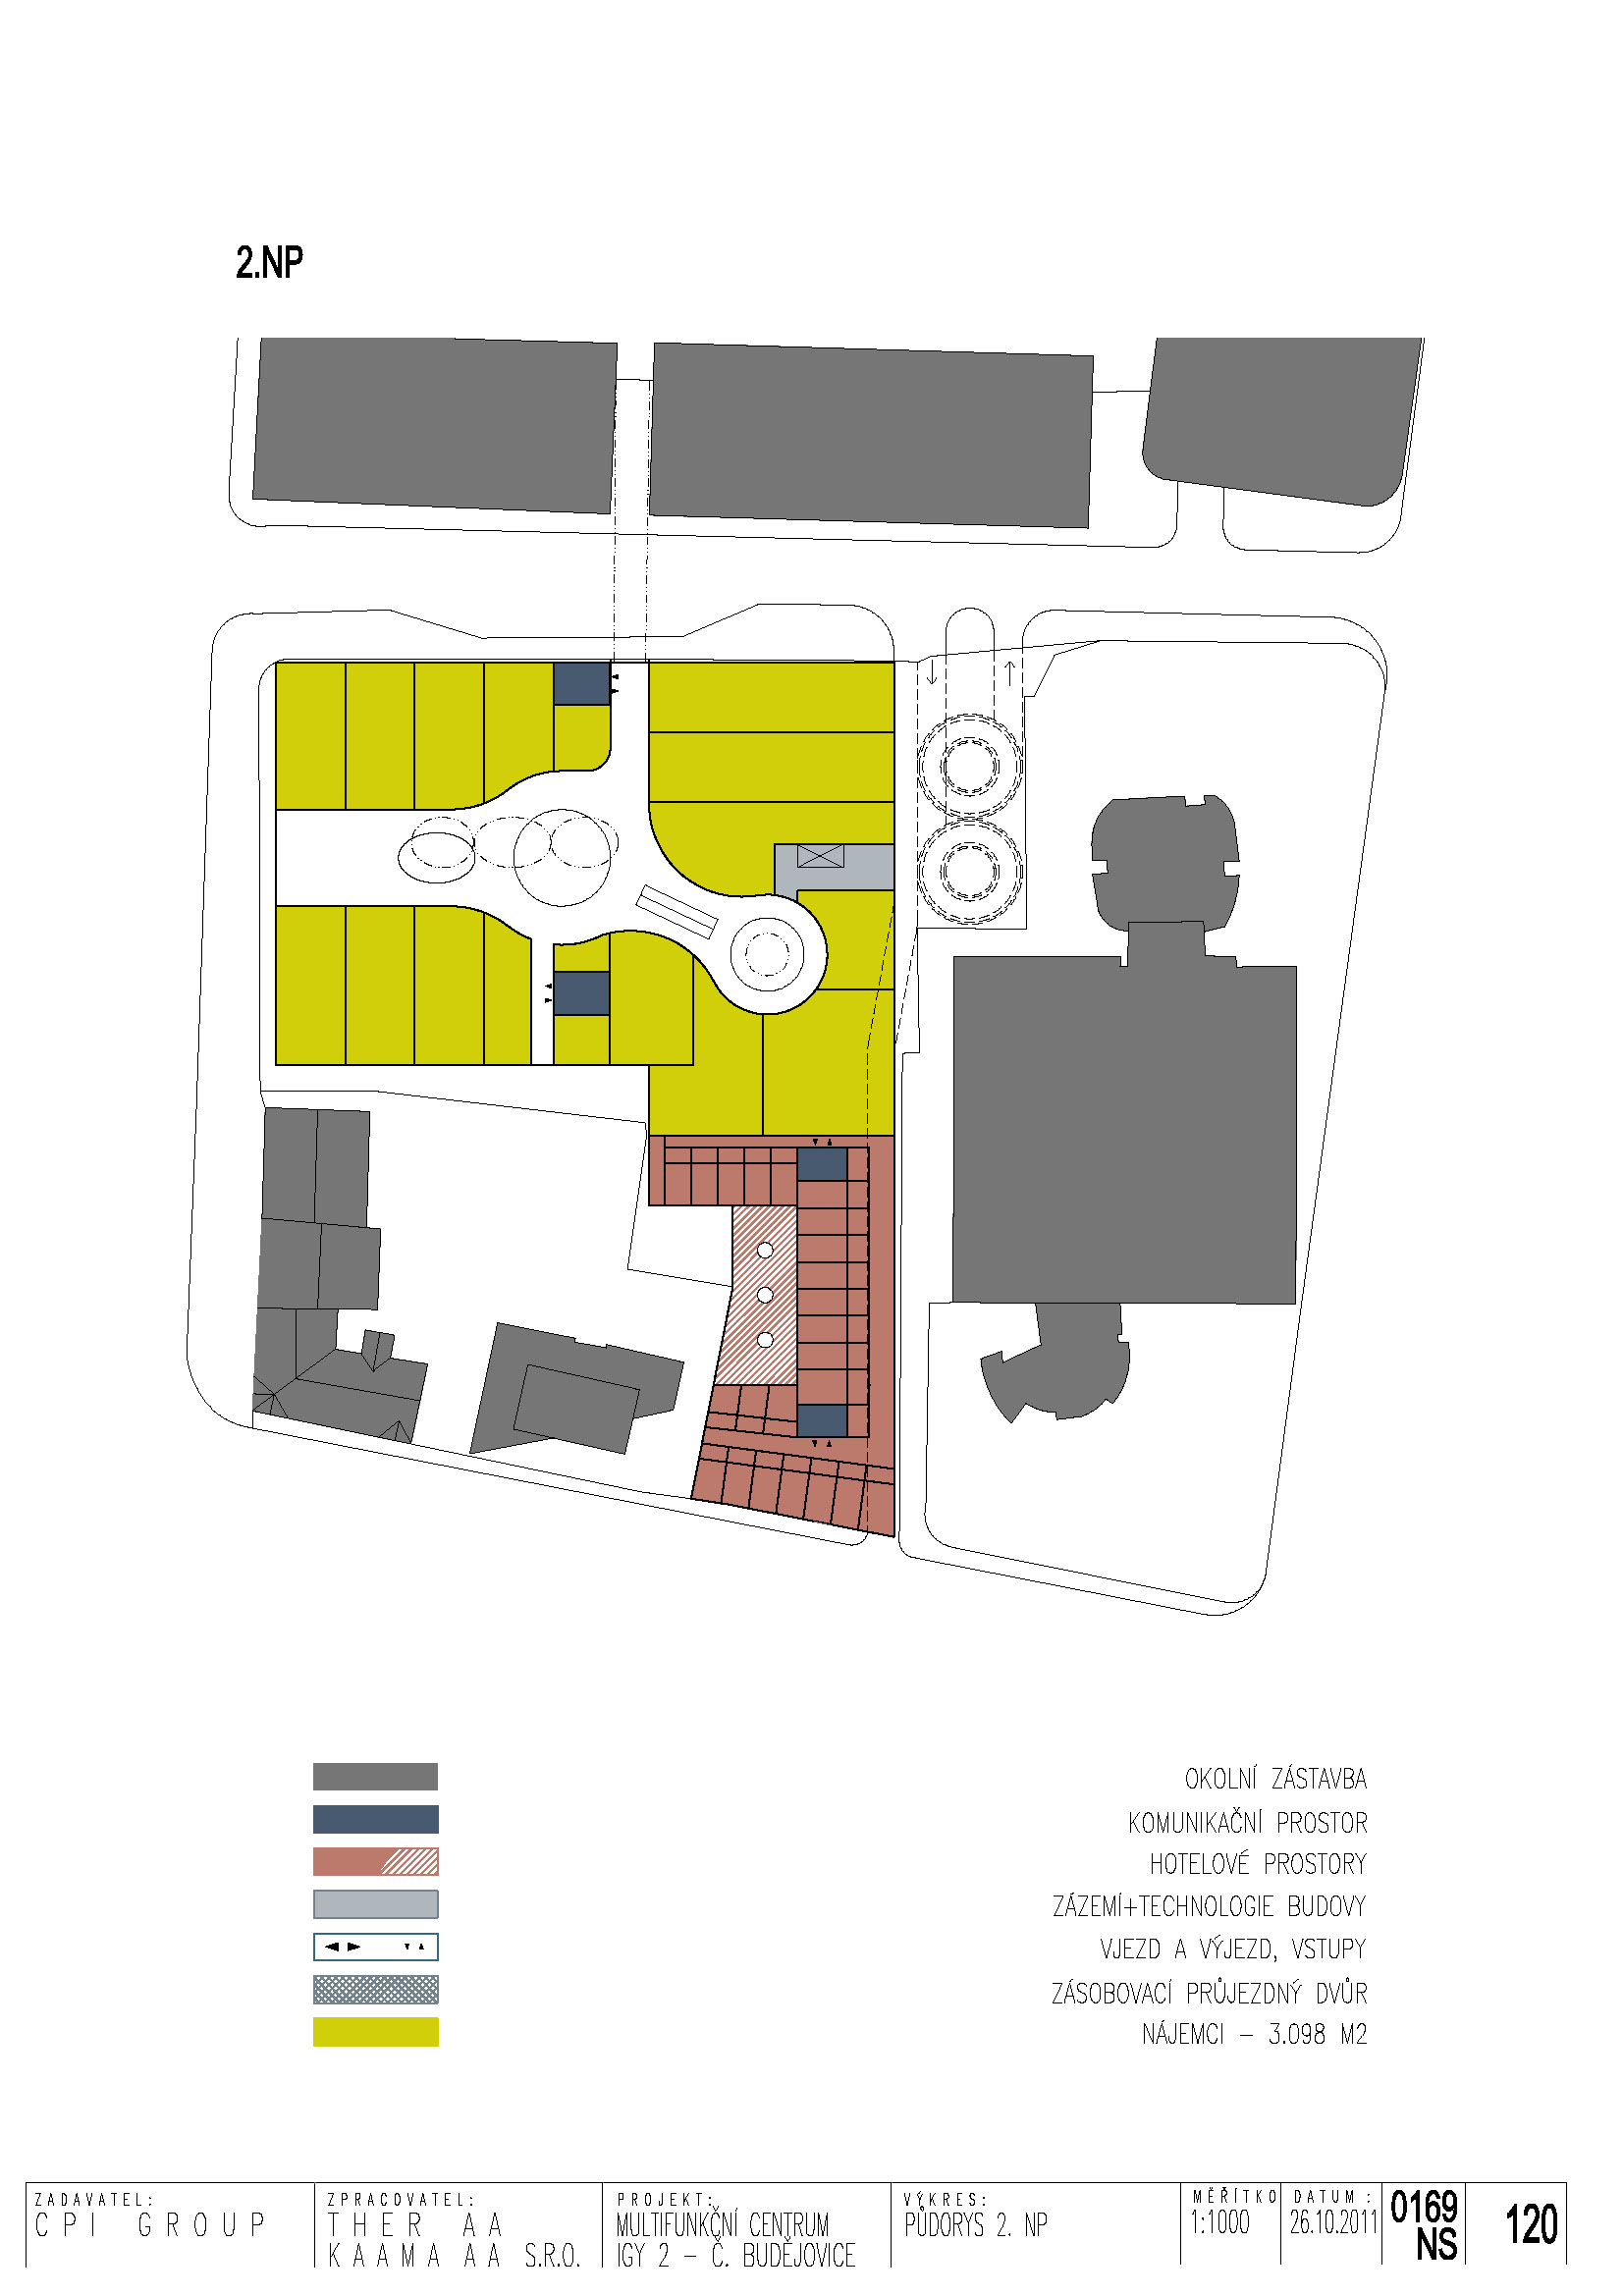 2.NP
OKOLNÍ ZÁSTAVBA
KOMUNIKAČNÍ PROSTOR
HOTELOVÉ PROSTORY
ZÁZEMÍ+TECHNOLOGIE BUDOVY
VJEZD A VÝJEZD, VSTUPY
ZÁSOBOVACÍ PRŮJEZDNÝ DVŮR
NÁJEMCI – 3.098 M2
ZADAVATEL:
CPI GROUP
ZPRACOVATEL:
THER AA
KAAMA AA S.R.O.
PROJEKT:
MULTIFUNKČNÍ CENTRUM
IGY 2 – Č. BUDĚJOVICE
VÝKRES:
PŮDORYS 2. NP
MĚŘÍTKO
1:1000
DATUM :
26.10.2011
0169
NS
120